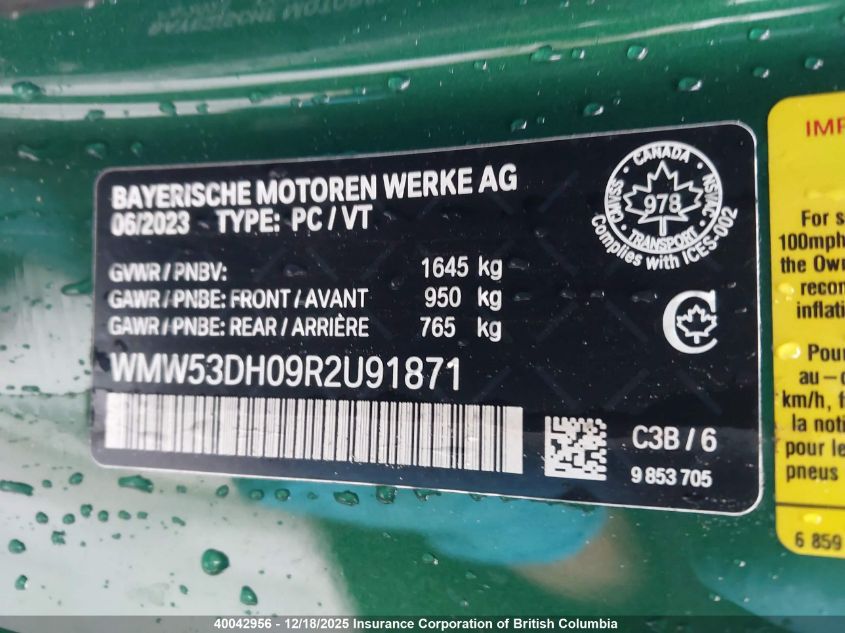 BAYERISCHE MOTOREN WERKE AG
06/2023 TYPE: PC / VT
GVWR / PNBV: 1645 kg
GAWR / PNBE: FRONT / AVANT 950 kg
GAWR / PNBE: REAR / ARRIÈRE 765 kg
WMW53DH09R2U91871
C3B / 6
9 853 705
CANADA
978
TRANSPORT
CMVSS
NSVAC
Complies with ICES-002
C
For
100mph
the Own
recon
inflati
Pour
au-
km/h, f
la noti
pour le
pneus
6 859
40042956 - 12/18/2025 Insurance Corporation of British Columbia